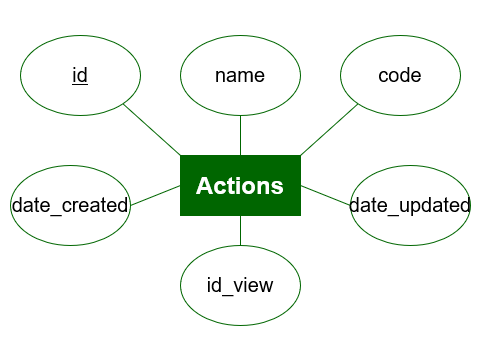 id
name
code
Actions
date_created
date_updated
id_view